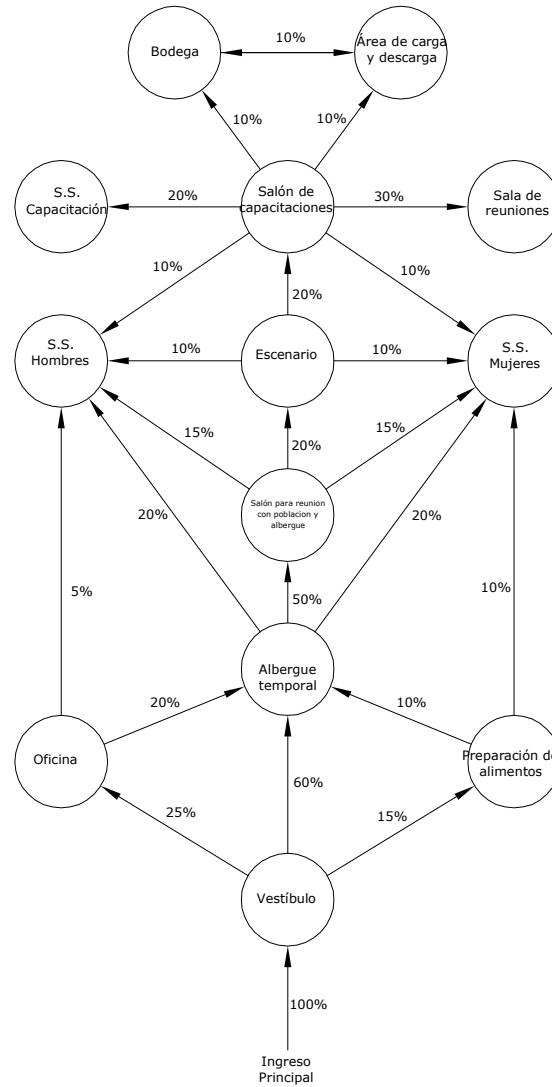 Bodega
10%
Área de carga
y descarga
10%
10%
S.S.
Capacitación
20%
Salón de
capacitaciones
30%
Sala de
reuniones
10%
10%
20%
S.S.
Hombres
10%
Escenario
10%
S.S.
Mujeres
15%
20%
15%
Salón para reunion
con poblacion y
albergue
20%
20%
5%
50%
10%
Albergue
temporal
20%
10%
Oficina
Preparación de
alimentos
60%
25%
15%
Vestíbulo
100%
Ingreso
Principal